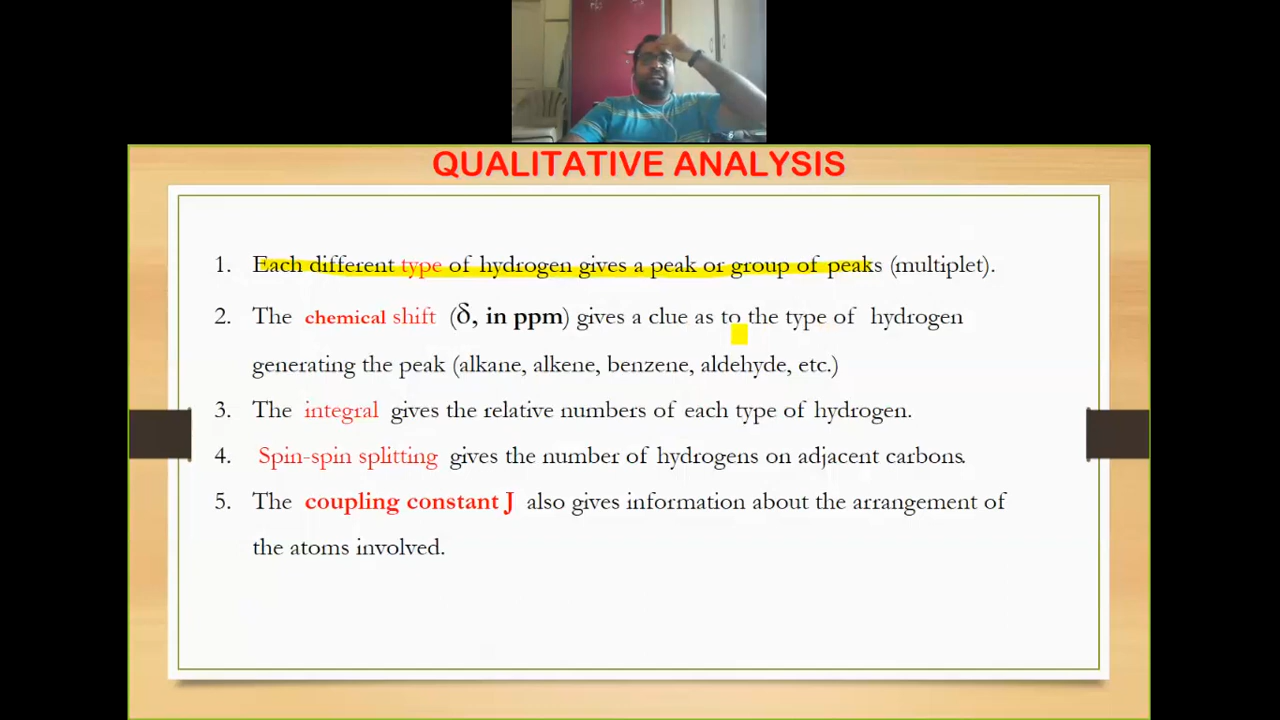 QUALITATIVE ANALYSIS
1. Each different type of hydrogen gives a peak or group of peaks (multiplet).
2. The chemical shift (δ, in ppm) gives a clue as to the type of hydrogen
generating the peak (alkane, alkene, benzene, aldehyde, etc.)
3. The integral gives the relative numbers of each type of hydrogen.
4. Spin-spin splitting gives the number of hydrogens on adjacent carbons.
5. The coupling constant J also gives information about the arrangement of
the atoms involved.